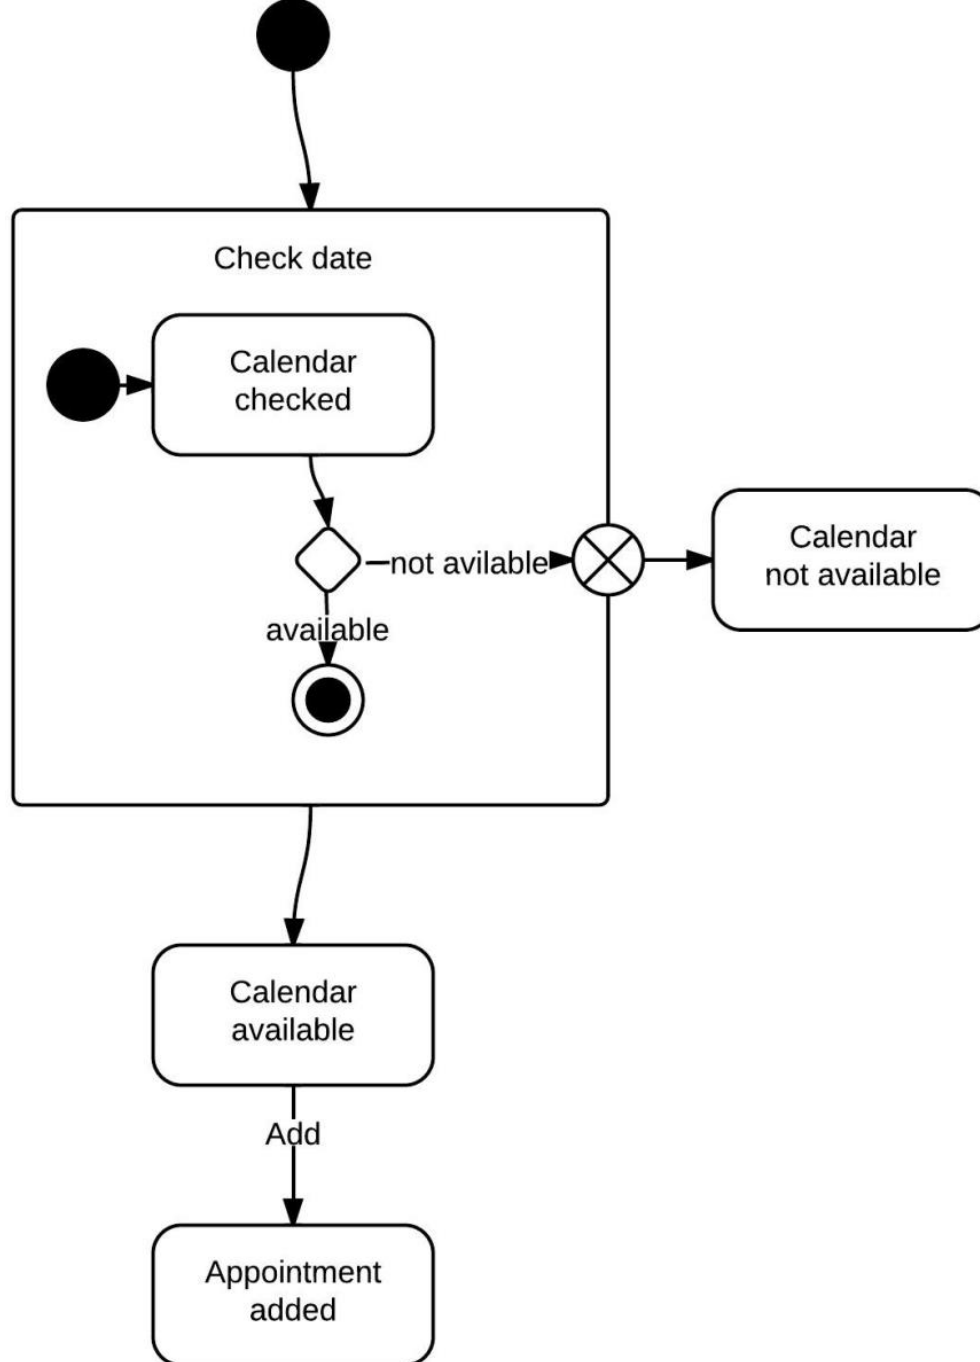 Check date
Calendar
checked
not avilable
Calendar
not available
available
Calendar
available
Add
Appointment
added